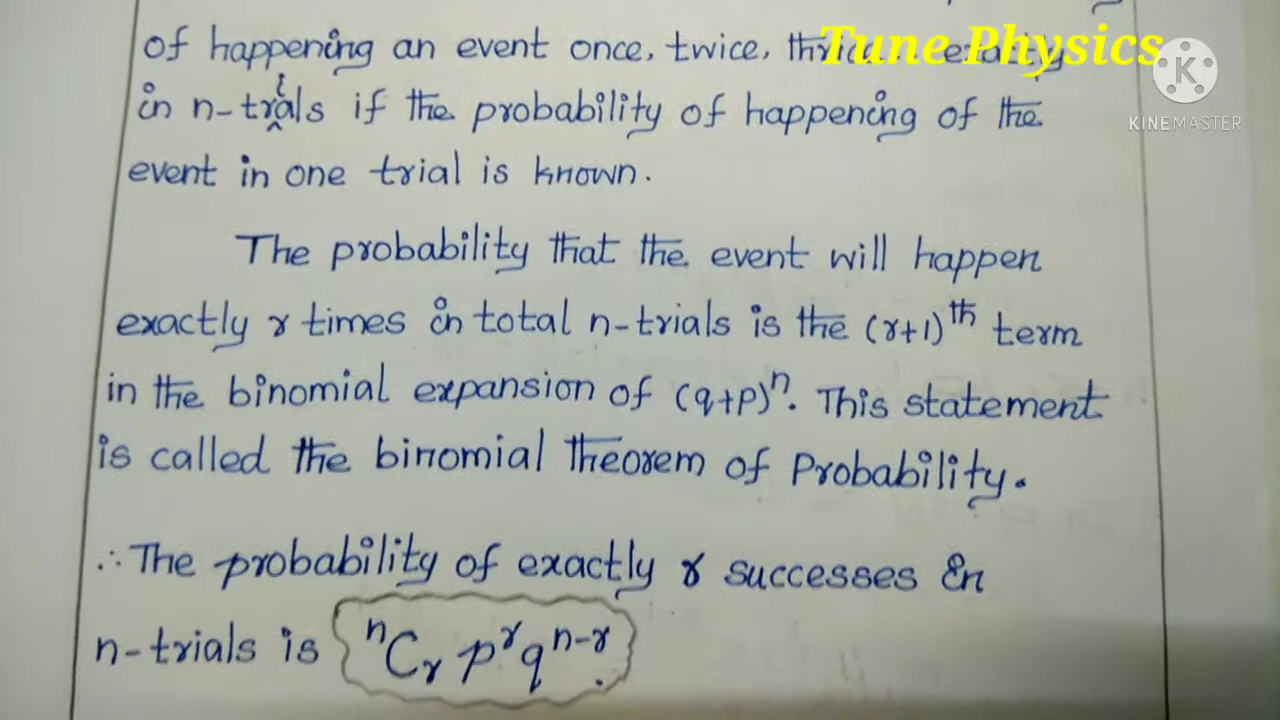 of happening an event once, twice, thrice.. exactly
Tune Physics
K
KINEMASTER
in n-trials if the probability of happening of the
event in one trial is known.
The probability that the event will happen
exactly r times in total n-trials is the (r+1)th term
in the binomial expansion of (q+p)ⁿ. This statement
is called the binomial theorem of Probability.
∴ The probability of exactly r successes in
n-trials is ⁿCᵣ pʳqⁿ⁻ʳ.